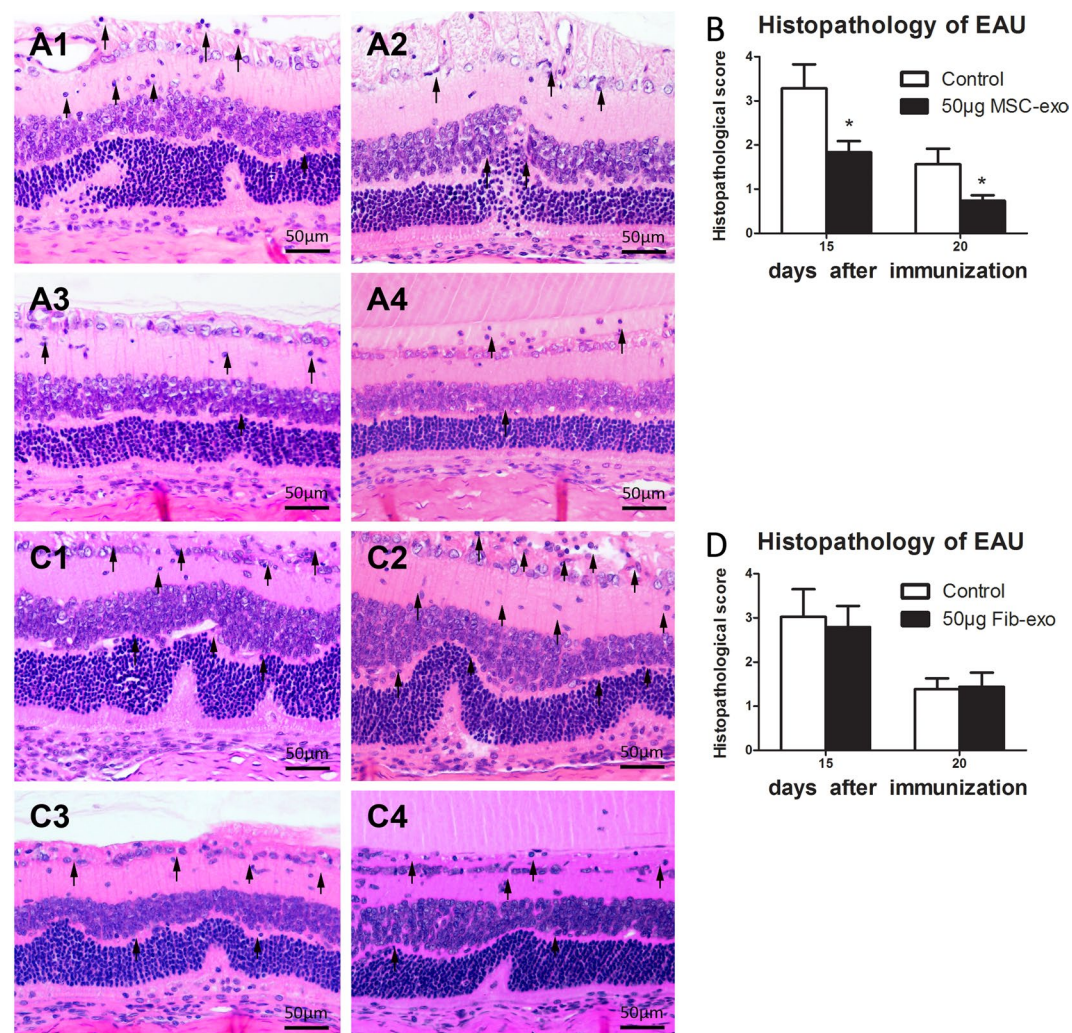 A1
50µm
A2
50µm
B
Histopathology of EAU
Histopathological score
4
3
2
1
0
Control
50µg MSC-exo
*
*
15
20
days after immunization
A3
50µm
A4
50µm
C1
50µm
C2
50µm
D
Histopathology of EAU
Histopathological score
4
3
2
1
0
Control
50µg Fib-exo
15
20
days after immunization
C3
50µm
C4
50µm